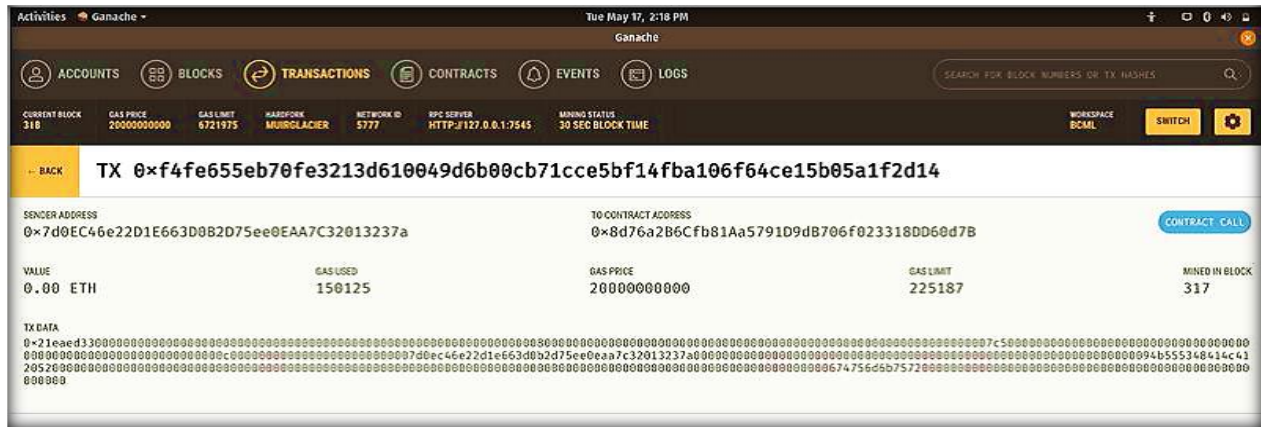 Activities Ganache Tue May 17, 2:18 PM
Ganache
ACCOUNTS BLOCKS TRANSACTIONS CONTRACTS EVENTS LOGS SEARCH FOR BLOCK NUMBERS OR TX HASHES
CURRENT BLOCK GAS PRICE GAS LIMIT HARDFORK NETWORK ID RPC SERVER MINING STATUS WORKSPACE
318 20000000000 6721975 MUIRGLACIER 5777 HTTP://127.0.0.1:7545 30 SEC BLOCK TIME BCML SWITCH
← BACK TX 0×f4fe655eb70fe3213d610049d6b00cb71cce5bf14fba106f64ce15b05a1f2d14
SENDER ADDRESS TO CONTRACT ADDRESS
0×7d0EC46e22D1E663D0B2D75ee0EAA7C32013237a 0×8d76a2B6Cfb81Aa5791D9dB706f023318DD60d7B CONTRACT CALL
VALUE GAS USED GAS PRICE GAS LIMIT MINED IN BLOCK
0.00 ETH 150125 20000000000 225187 317
TX DATA